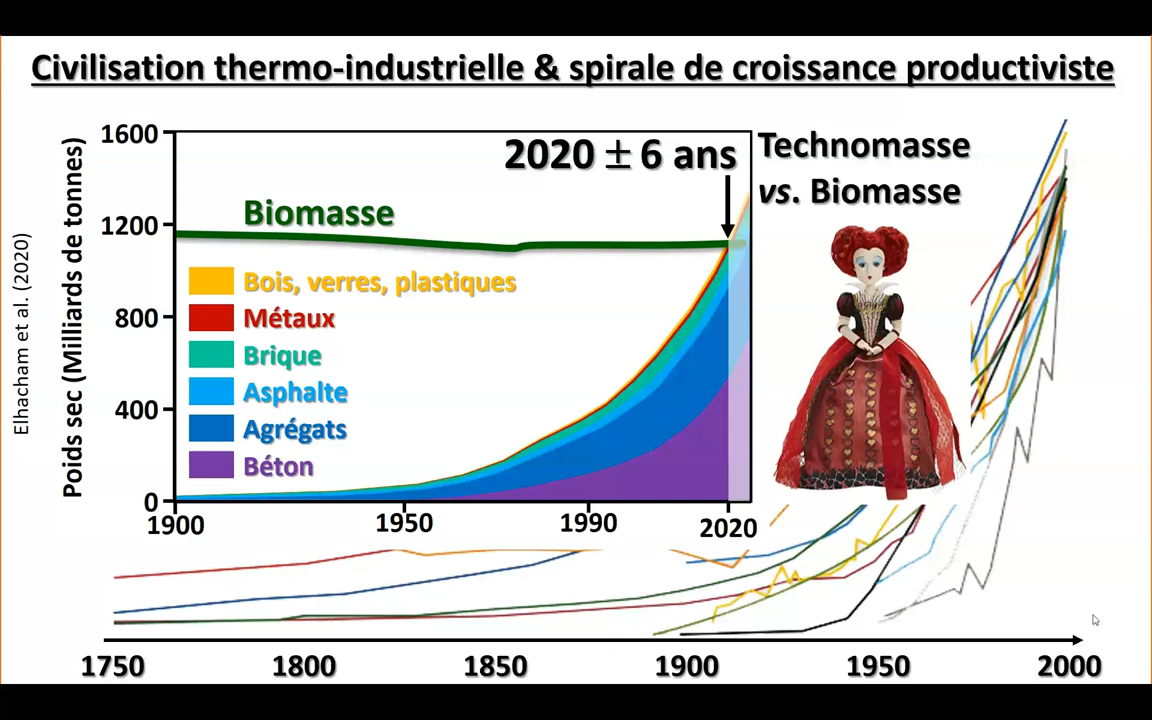 Civilisation thermo-industrielle & spirale de croissance productiviste
Elhacham et al. (2020)
Poids sec (Milliards de tonnes)
1600
1200
800
400
0
2020 ± 6 ans
Technomasse
vs. Biomasse
Biomasse
Bois, verres, plastiques
Métaux
Brique
Asphalte
Agrégats
Béton
1900 1950 1990 2020
1750 1800 1850 1900 1950 2000